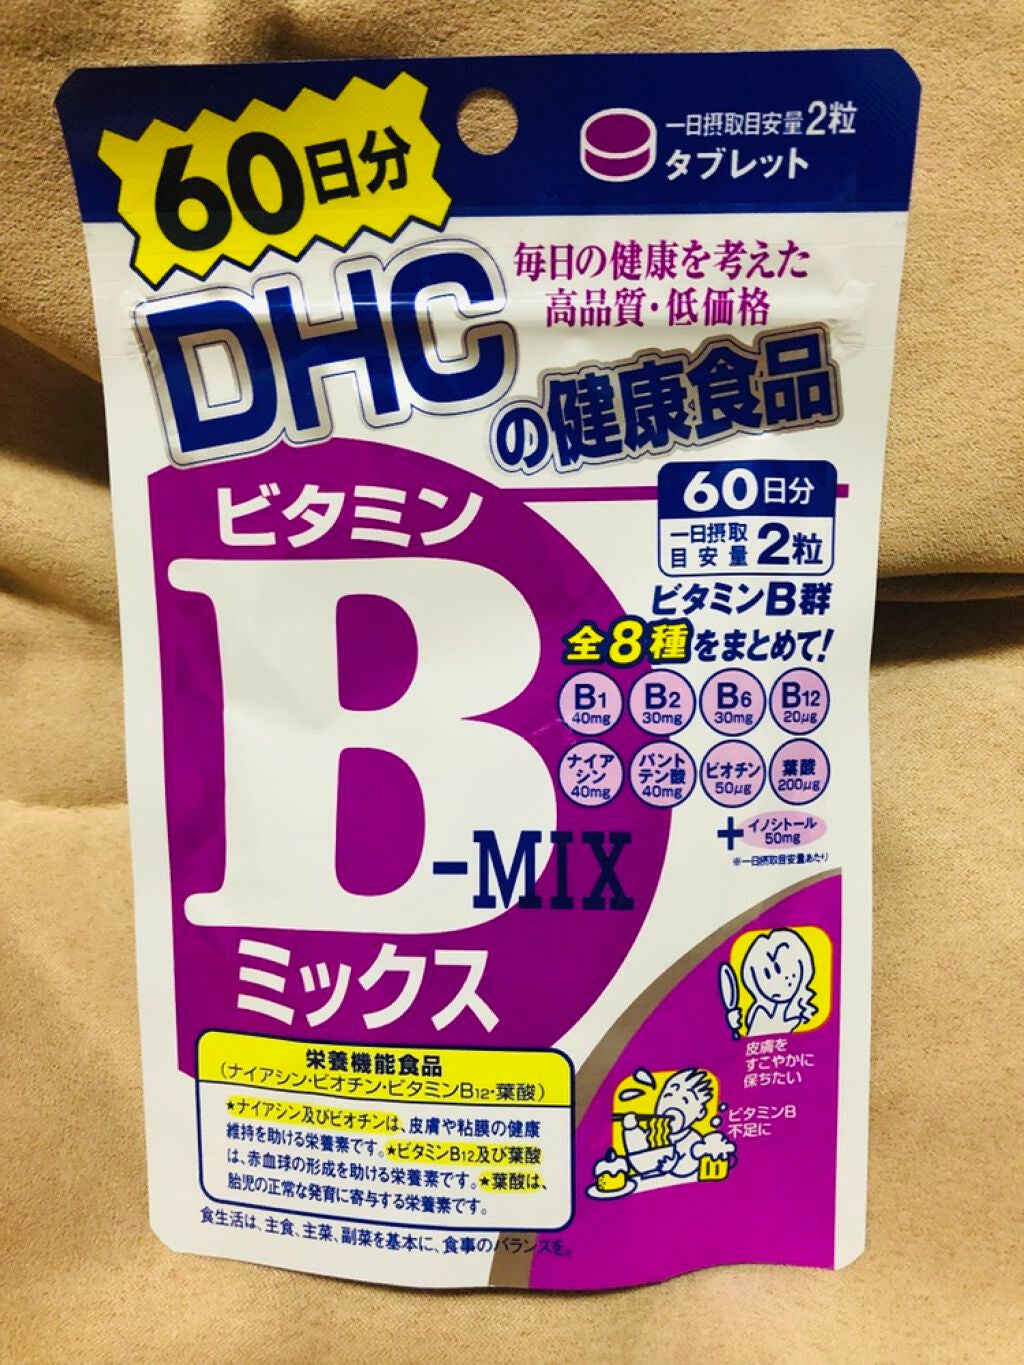 60日分
一日摂取目安量2粒
タブレット
毎日の健康を考えた
高品質・低価格
DHC
の健康食品
ビタミン
B
-MIX
ミックス
60日分
一日摂取
目安量
2粒
ビタミンB群
全8種をまとめて!
B1
40mg
B2
30mg
B6
30mg
B12
20μg
ナイア
シン
40mg
パント
テン酸
40mg
ビオチン
50μg
葉酸
200μg
+イノシトール
50mg
※一日摂取目安量あたり
皮膚を
すこやかに
保ちたい
ビタミンB
不足に
栄養機能食品
(ナイアシン・ビオチン・ビタミンB12・葉酸)
★ナイアシン及びビオチンは、皮膚や粘膜の健康
維持を助ける栄養素です。★ビタミンB12及び葉酸
は、赤血球の形成を助ける栄養素です。★葉酸は、
胎児の正常な発育に寄与する栄養素です。
食生活は、主食、主菜、副菜を基本に、食事のバランスを。